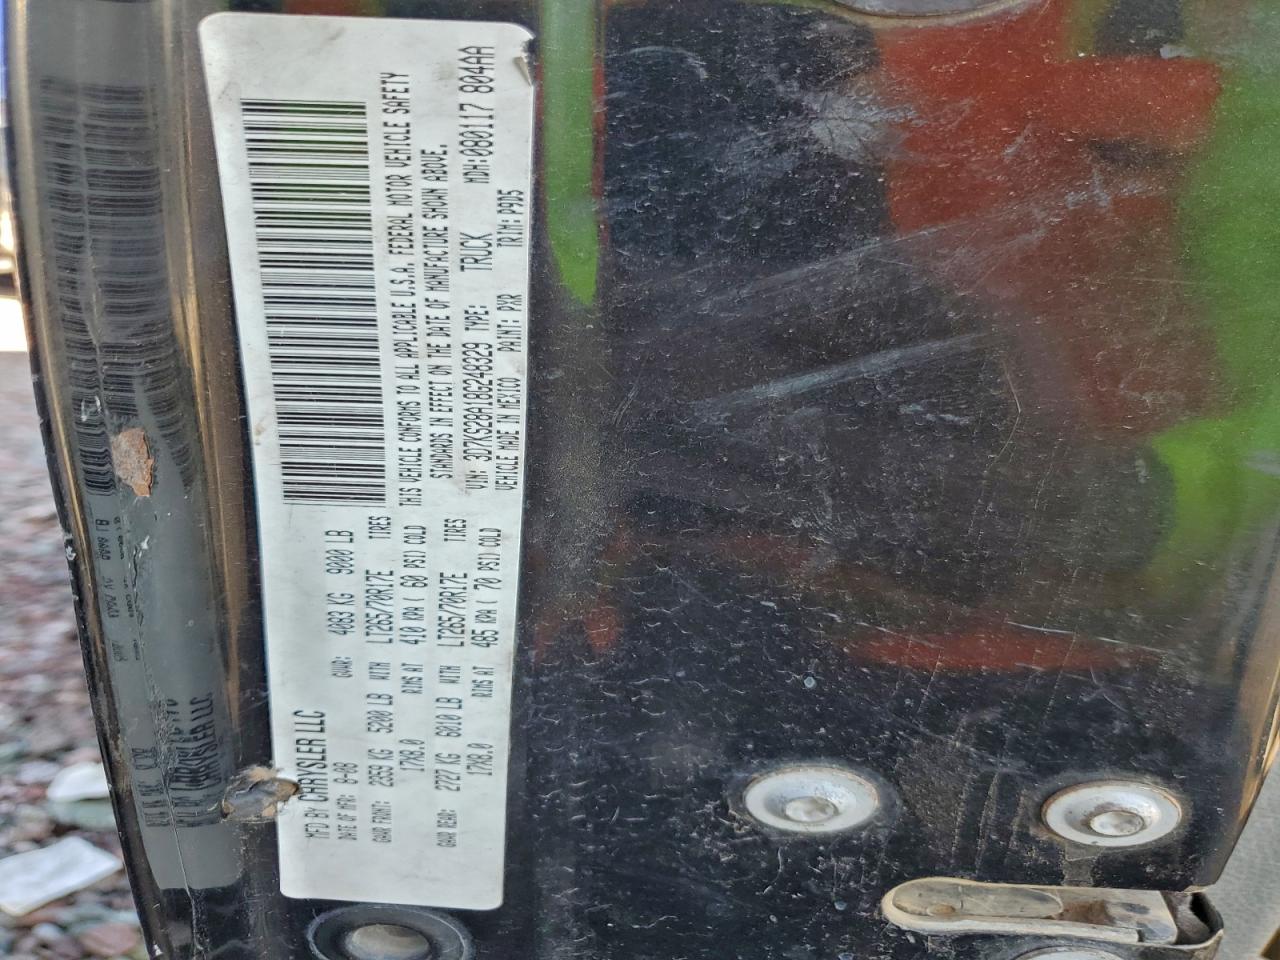 MFD BY CHRYSLER LLC
DATE OF MFR: 8-08 GVWR: 4083 KG 9000 LB
GAWR FRONT: 2359 KG 5200 LB WITH LT265/70R17E TIRES
17X8.0 RIMS AT 410 KPA ( 60 PSI) COLD
GAWR REAR: 2727 KG 6010 LB WITH LT265/70R17E TIRES
17X8.0 RIMS AT 485 KPA ( 70 PSI) COLD
THIS VEHICLE CONFORMS TO ALL APPLICABLE U.S.A. FEDERAL MOTOR VEHICLE SAFETY
STANDARDS IN EFFECT ON THE DATE OF MANUFACTURE SHOWN ABOVE.
VIN: 3D7KS28A18G248329 TYPE: TRUCK MDH:080117 804AA
VEHICLE MADE IN MEXICO PAINT: PXR TRIM: P9D5